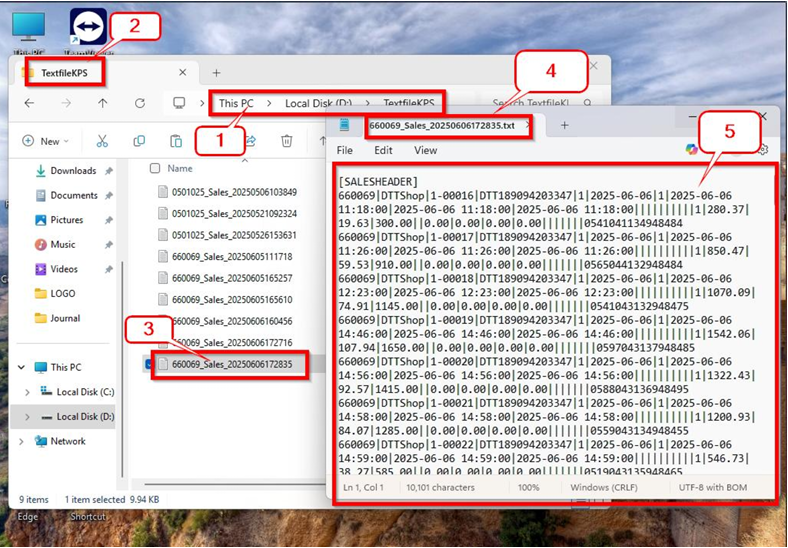 2
4
TextfileKPS
This PC
Local Disk (D:)
TextfileKPS
Search TextfileKI
1
5
660069_Sales_20250606172835.txt
New
File
Edit
View
Name
Downloads
Documents
Pictures
Music
Videos
LOGO
Journal
This PC
Local Disk (C:)
Local Disk (D:)
Network
0501025_Sales_20250506103849
0501025_Sales_20250521092324
0501025_Sales_20250526153631
660069_Sales_20250605111718
660069_Sales_20250605165257
660069_Sales_20250605165610
660069_Sales_20250606160456
660069_Sales_20250606172716
3
660069_Sales_20250606172835
[SALESHEADER]
660069|DTTShop|1-00016|DTT189094203347|1|2025-06-06|1|2025-06-06
11:18:00|2025-06-06 11:18:00|2025-06-06 11:18:00||||||||||1|280.37|
19.63|300.00||0.00|0.00|0.00|0.00|||||||0541041134948484
660069|DTTShop|1-00017|DTT189094203347|1|2025-06-06|1|2025-06-06
11:26:00|2025-06-06 11:26:00|2025-06-06 11:26:00||||||||||1|850.47|
59.53|910.00||0.00|0.00|0.00|0.00|||||||0565044132948484
660069|DTTShop|1-00018|DTT189094203347|1|2025-06-06|1|2025-06-06
12:23:00|2025-06-06 12:23:00|2025-06-06 12:23:00||||||||||1|1070.09|
74.91|1145.00||0.00|0.00|0.00|0.00|||||||0541043132948475
660069|DTTShop|1-00019|DTT189094203347|1|2025-06-06|1|2025-06-06
14:46:00|2025-06-06 14:46:00|2025-06-06 14:46:00||||||||||1|1542.06|
107.94|1650.00||0.00|0.00|0.00|0.00|||||||0597043137948485
660069|DTTShop|1-00020|DTT189094203347|1|2025-06-06|1|2025-06-06
14:56:00|2025-06-06 14:56:00|2025-06-06 14:56:00||||||||||1|1322.43|
92.57|1415.00||0.00|0.00|0.00|0.00|||||||0588043136948495
660069|DTTShop|1-00021|DTT189094203347|1|2025-06-06|1|2025-06-06
14:58:00|2025-06-06 14:58:00|2025-06-06 14:58:00||||||||||1|1200.93|
84.07|1285.00||0.00|0.00|0.00|0.00|||||||0559043134948455
660069|DTTShop|1-00022|DTT189094203347|1|2025-06-06|1|2025-06-06
14:59:00|2025-06-06 14:59:00|2025-06-06 14:59:00||||||||||1|546.73|
38.27|585.00||0.00|0.00|0.00|0.00|||||||0519043135948465
Ln 1, Col 1
10,101 characters
100%
Windows (CRLF)
UTF-8 with BOM
9 items
1 item selected 9.94 KB
Edge
Shortcut